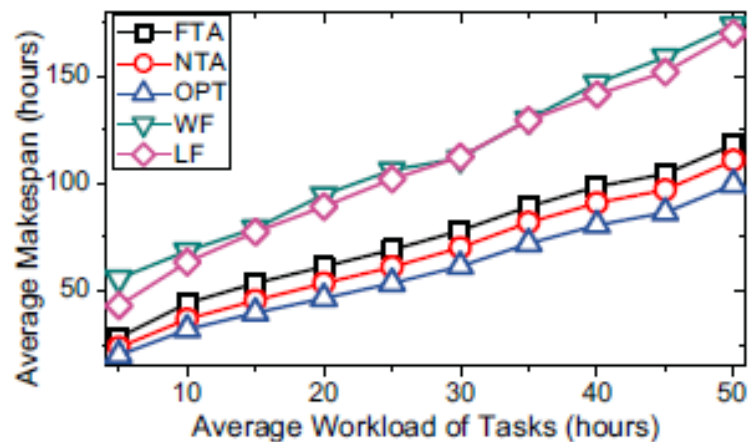 FTA
NTA
OPT
WF
LF
Average Makespan (hours)
150
100
50
10 20 30 40 50
Average Workload of Tasks (hours)